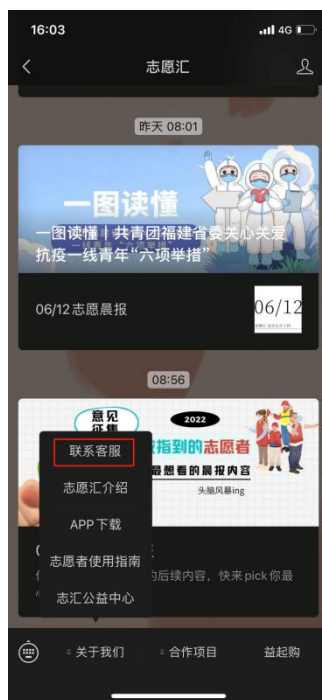 16:03
4G
志愿汇
昨天 08:01
一图读懂
一图读懂 | 共青团福建省委关心关爱
抗疫一线青年“六项举措”
06/12志愿晨报
06/12
08:56
意见
征集
2022
指到的志愿者
最想看的晨报内容
头脑风暴ing
联系客服
志愿汇介绍
APP下载
志愿者使用指南
的后续内容，快来pick你最
志汇公益中心
关于我们
合作项目
益起购